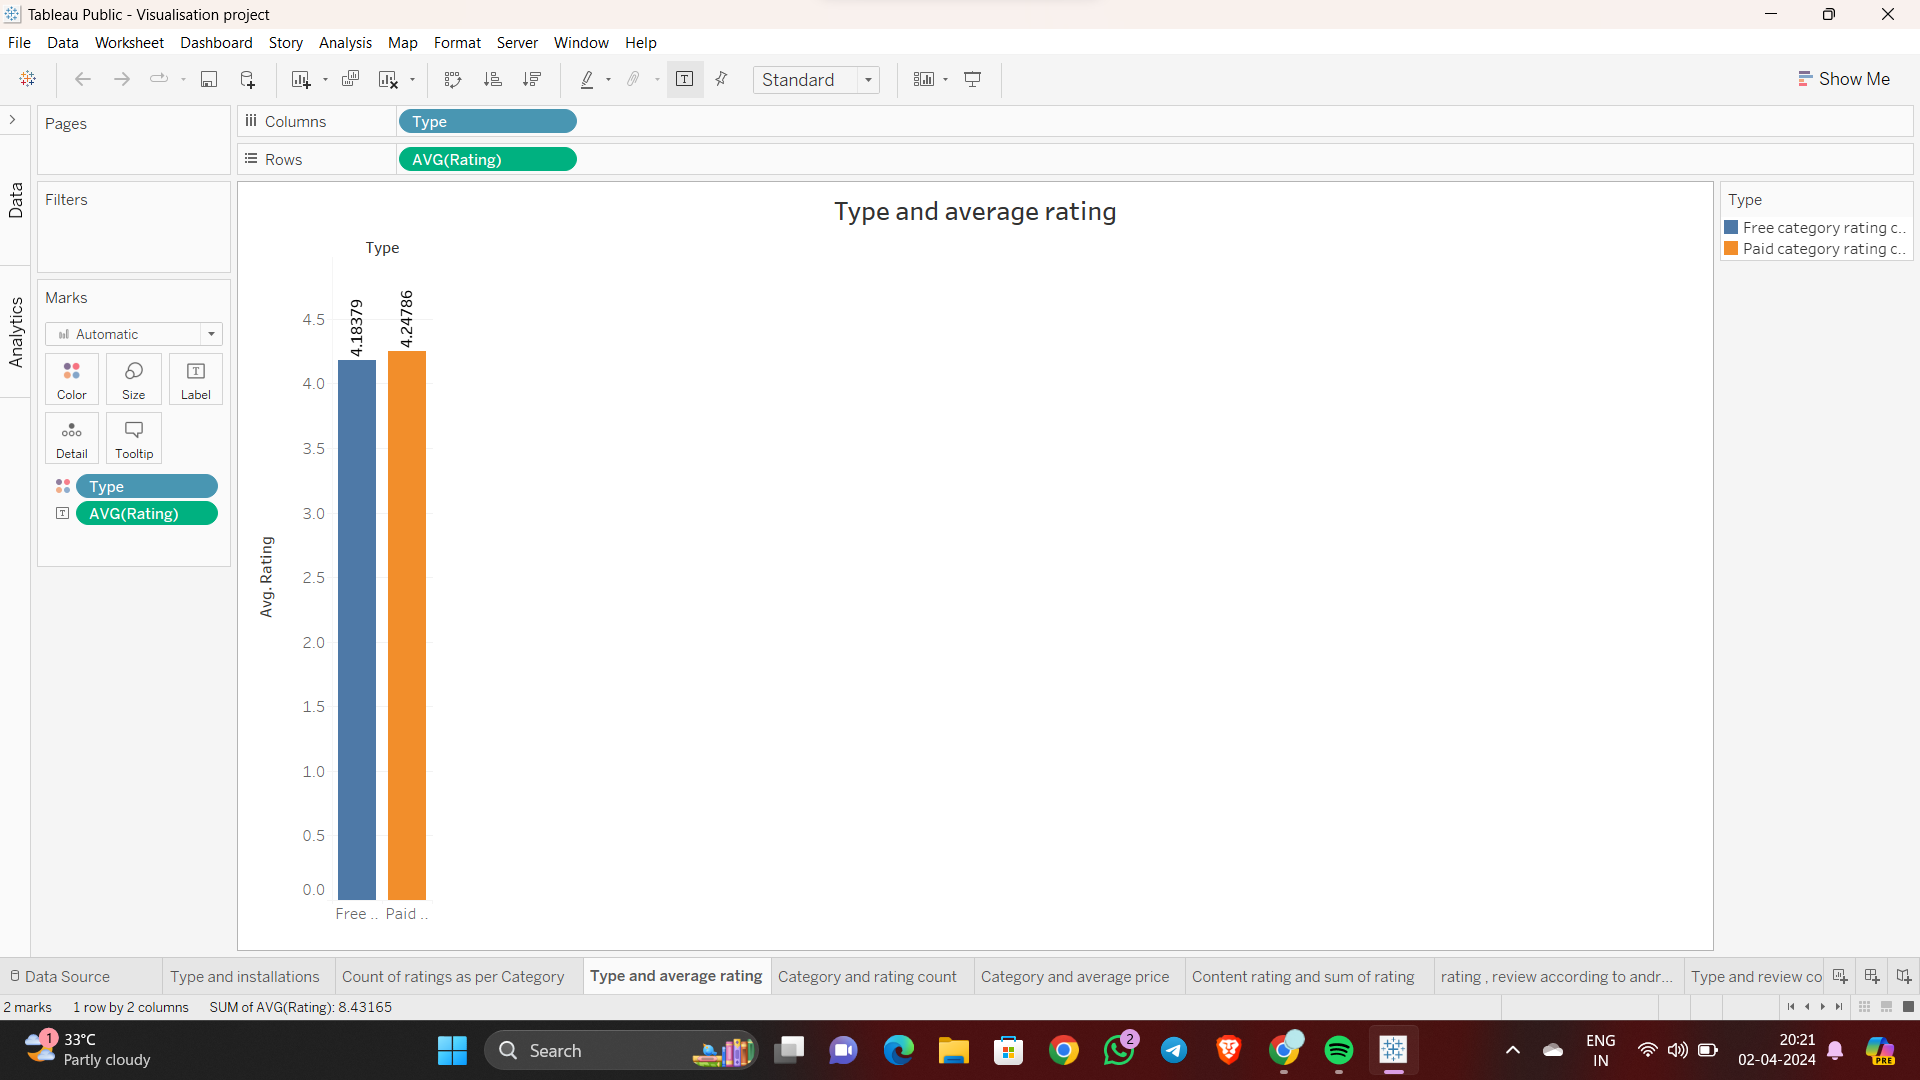 Tableau Public - Visualisation project
File Data Worksheet Dashboard Story Analysis Map Format Server Window Help
Standard
Show Me
Pages
Columns
Type
Rows
AVG(Rating)
Data
Analytics
Filters
Marks
Automatic
Color Size Label
Detail Tooltip
Type
AVG(Rating)
Type and average rating
Type
4.18379
4.24786
Avg. Rating
4.5
4.0
3.5
3.0
2.5
2.0
1.5
1.0
0.5
0.0
Free .. Paid ..
Type
Free category rating c..
Paid category rating c..
Data Source Type and installations Count of ratings as per Category Type and average rating Category and rating count Category and average price Content rating and sum of rating rating , review according to andr... Type and review co
2 marks 1 row by 2 columns SUM of AVG(Rating): 8.43165
1
33°C
Partly cloudy
Search
2
ENG
IN
20:21
02-04-2024
PRE